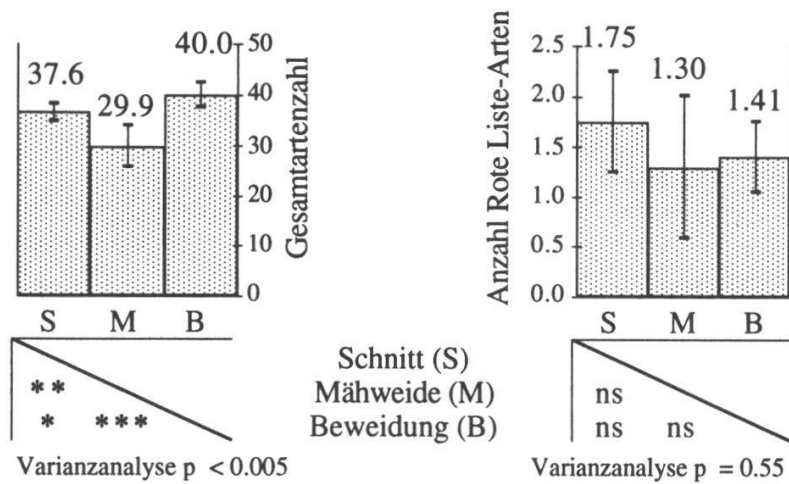 37.6
29.9
40.0
50
40
30
20
10
0
Gesamtartenzahl
S M B
** 
* ***
Varianzanalyse p < 0.005
Schnitt (S)
Mähweide (M)
Beweidung (B)
Anzahl Rote Liste-Arten
2.5
2.0
1.5
1.0
0.5
0.0
1.75
1.30
1.41
S M B
ns
ns ns
Varianzanalyse p = 0.55